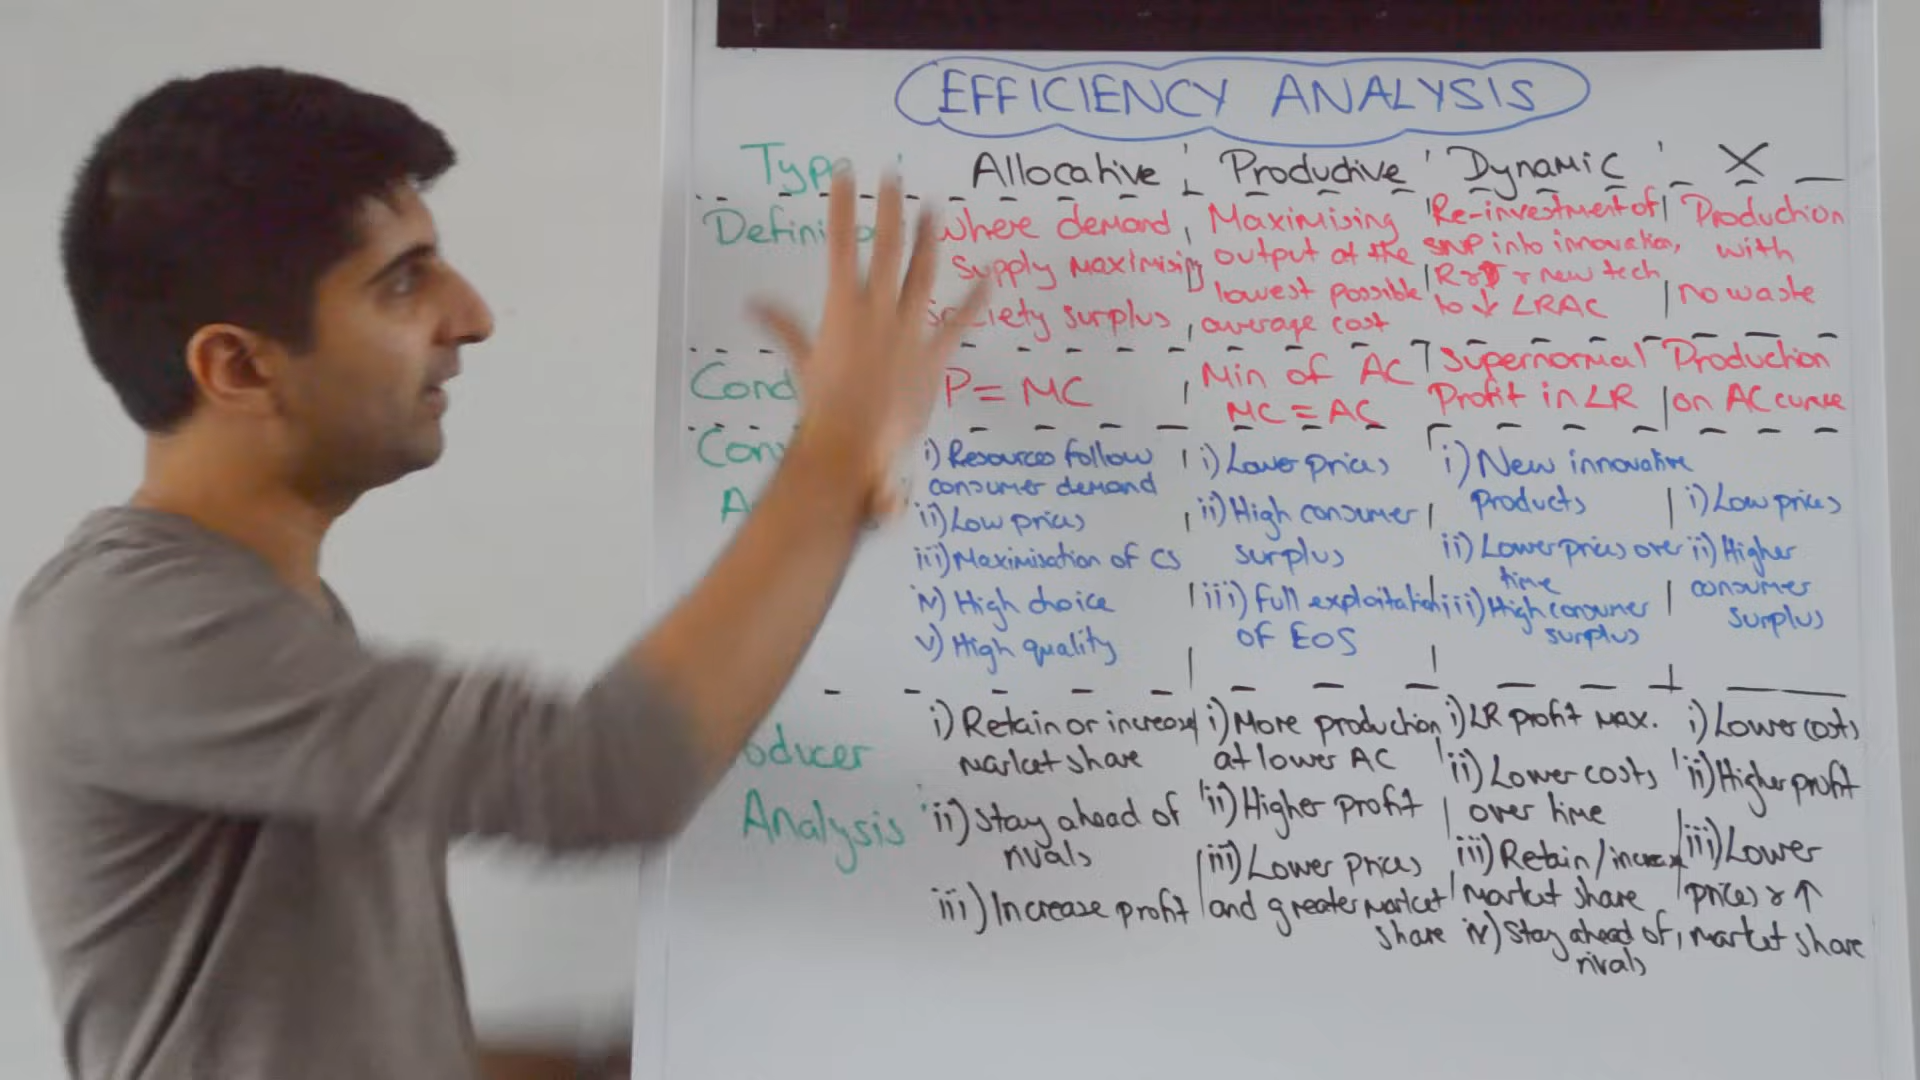 EFFICIENCY ANALYSIS
Type Allocative Productive Dynamic X
where demand
supply maximising
society surplus
Maximising
output at the
lowest possible
average cost
Re-investment of
SNP into innovation,
R&D & new tech
to ↓ LRAC
Production
with
no waste
P = MC
Min of AC
MC = AC
Supernormal
Profit in LR
Production
on AC curve
i) Resources follow
consumer demand
ii) Low prices
iii) Maximisation of CS
iv) High choice
v) High quality
i) Lower prices
ii) High consumer
surplus
iii) Full exploitation
of EOS
i) New innovative
products
ii) Lower prices over
time
iii) High consumer
surplus
i) Low prices
ii) Higher
consumer
surplus
Analysis
i) Retain or increase
market share
ii) Stay ahead of
rivals
iii) Increase profit
i) More production
at lower AC
ii) Higher profit
iii) Lower prices
and greater market
share
i) LR profit max.
ii) Lower costs
over time
iii) Retain/increase
market share
iv) Stay ahead of
rivals
i) Lower costs
ii) Higher profit
iii) Lower
prices & ↑
market share